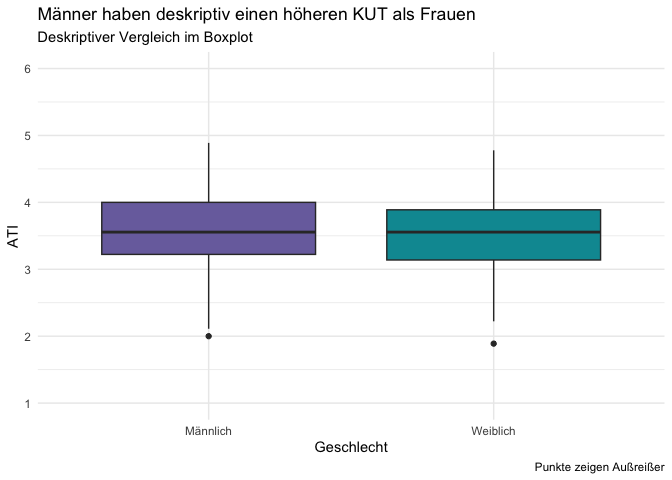 Männer haben deskriptiv einen höheren KUT als Frauen
Deskriptiver Vergleich im Boxplot
6
5
4
3
2
1
ATI
Männlich
Weiblich
Geschlecht
Punkte zeigen Außreißer